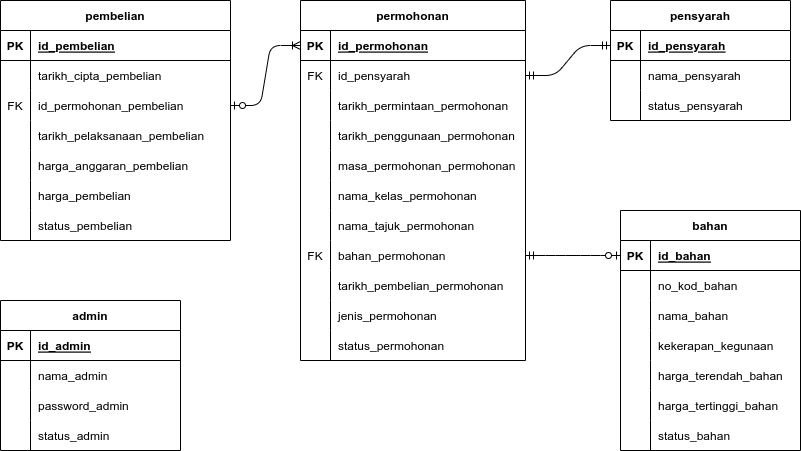 pembelian
PK id_pembelian
tarikh_cipta_pembelian
FK id_permohonan_pembelian
tarikh_pelaksanaan_pembelian
harga_anggaran_pembelian
harga_pembelian
status_pembelian
permohonan
PK id_permohonan
FK id_pensyarah
tarikh_permintaan_permohonan
tarikh_penggunaan_permohonan
masa_permohonan_permohonan
nama_kelas_permohonan
nama_tajuk_permohonan
FK bahan_permohonan
tarikh_pembelian_permohonan
jenis_permohonan
status_permohonan
pensyarah
PK id_pensyarah
nama_pensyarah
status_pensyarah
admin
PK id_admin
nama_admin
password_admin
status_admin
bahan
PK id_bahan
no_kod_bahan
nama_bahan
kekerapan_kegunaan
harga_terendah_bahan
harga_tertinggi_bahan
status_bahan